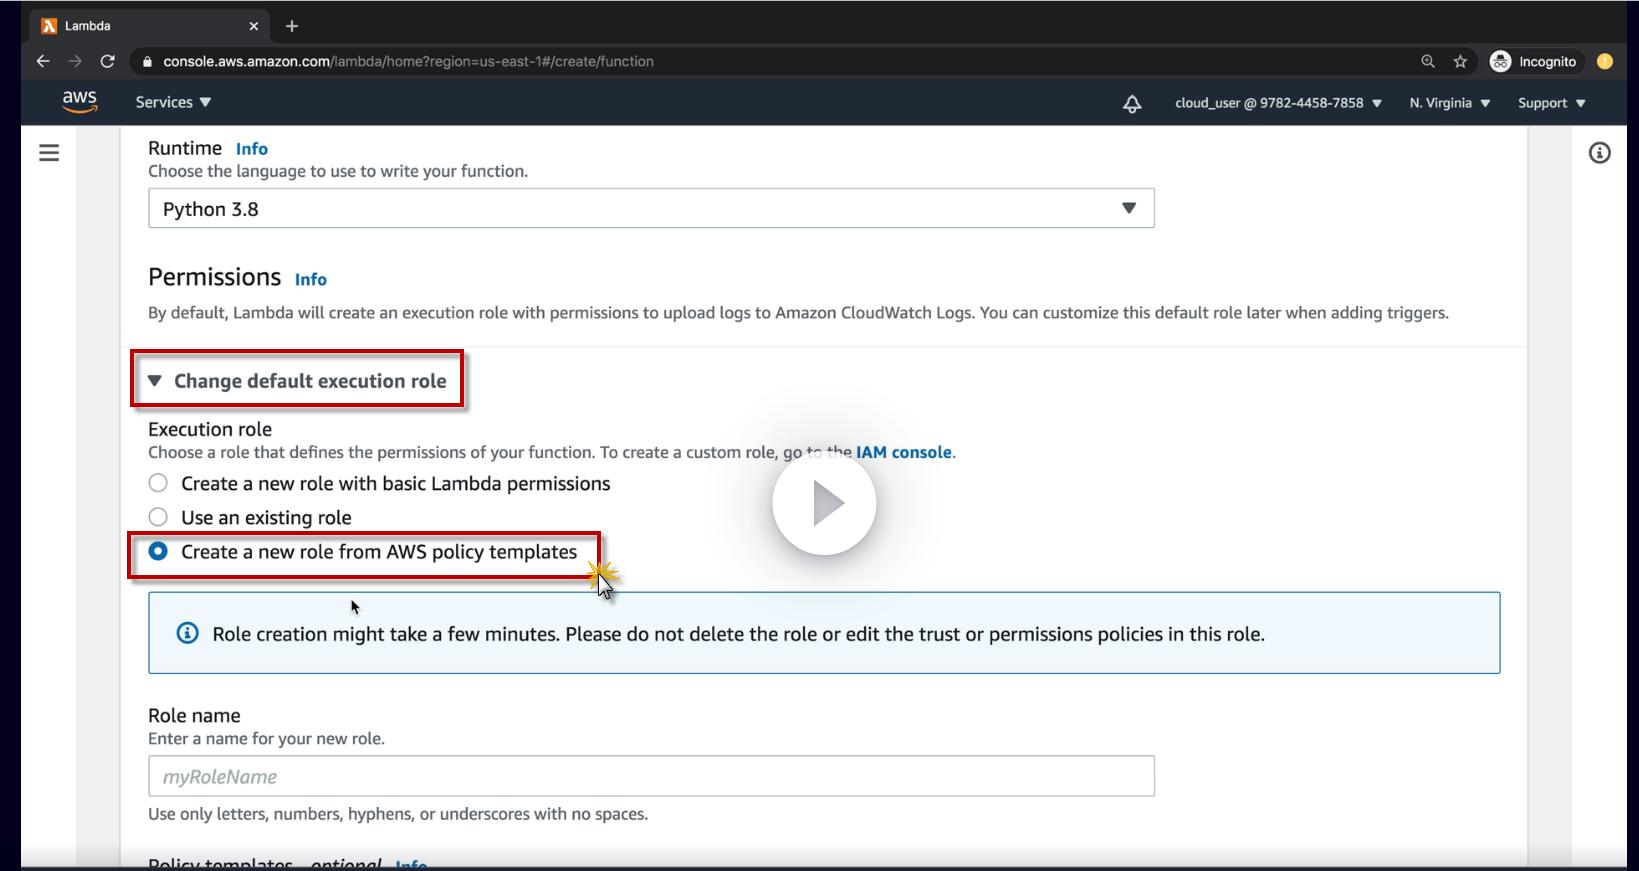 Lambda
console.aws.amazon.com/lambda/home?region=us-east-1#/create/function
Incognito
aws
Services
cloud_user @ 9782-4458-7858
N. Virginia
Support
Runtime Info
Choose the language to use to write your function.
Python 3.8
Permissions Info
By default, Lambda will create an execution role with permissions to upload logs to Amazon CloudWatch Logs. You can customize this default role later when adding triggers.
Change default execution role
Execution role
Choose a role that defines the permissions of your function. To create a custom role, go to the IAM console.
Create a new role with basic Lambda permissions
Use an existing role
Create a new role from AWS policy templates
Role creation might take a few minutes. Please do not delete the role or edit the trust or permissions policies in this role.
Role name
Enter a name for your new role.
myRoleName
Use only letters, numbers, hyphens, or underscores with no spaces.
Policy templates - optional Info